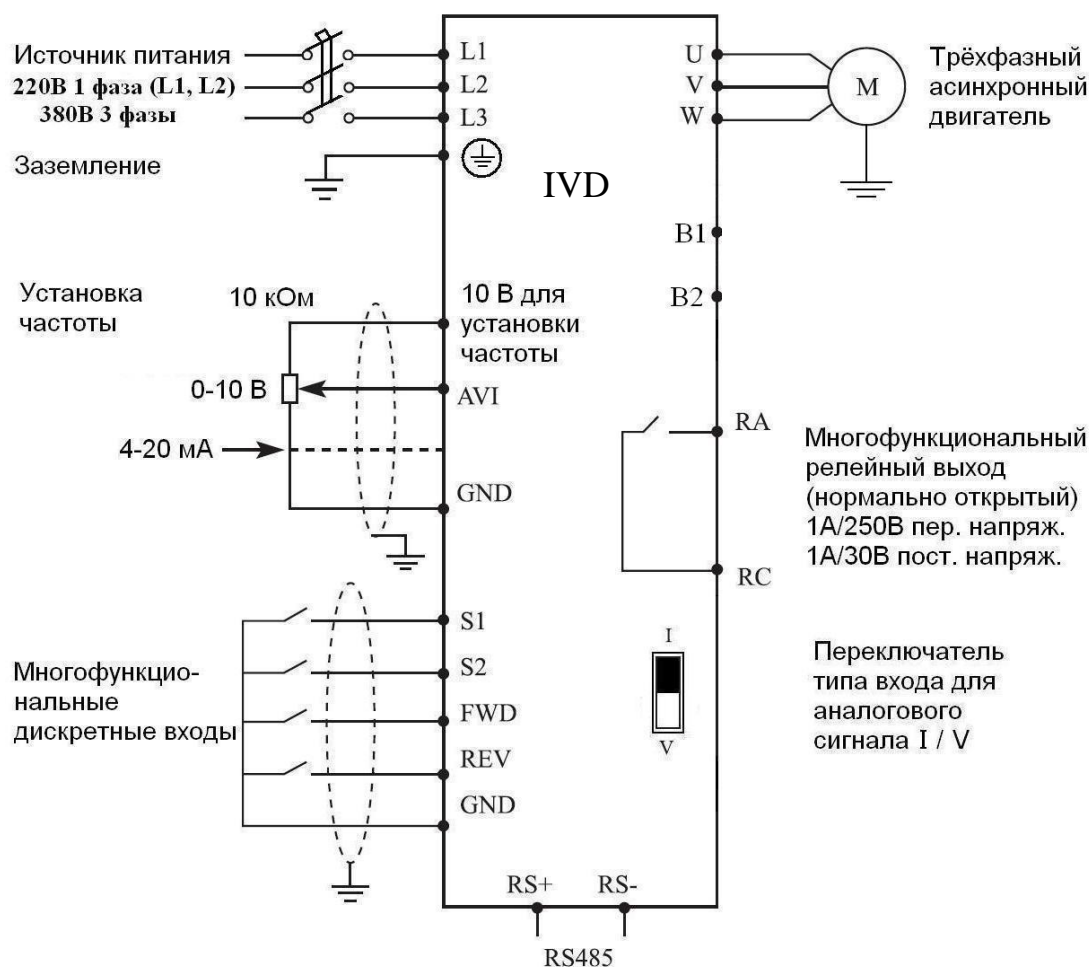 Источник питания
220В 1 фаза (L1, L2)
380В 3 фазы
Заземление
L1
L2
L3
IVD
U
V
W
M
Трёхфазный
асинхронный
двигатель
B1
B2
Установка
частоты
10 кОм
10 В для
установки
частоты
0-10 В
AVI
4-20 мА
GND
RA
RC
Многофункциональный
релейный выход
(нормально открытый)
1А/250В пер. напряж.
1А/30В пост. напряж.
Многофункцио-
нальные
дискретные входы
S1
S2
FWD
REV
GND
I
V
Переключатель
типа входа для
аналогового
сигнала I / V
RS+
RS-
RS485